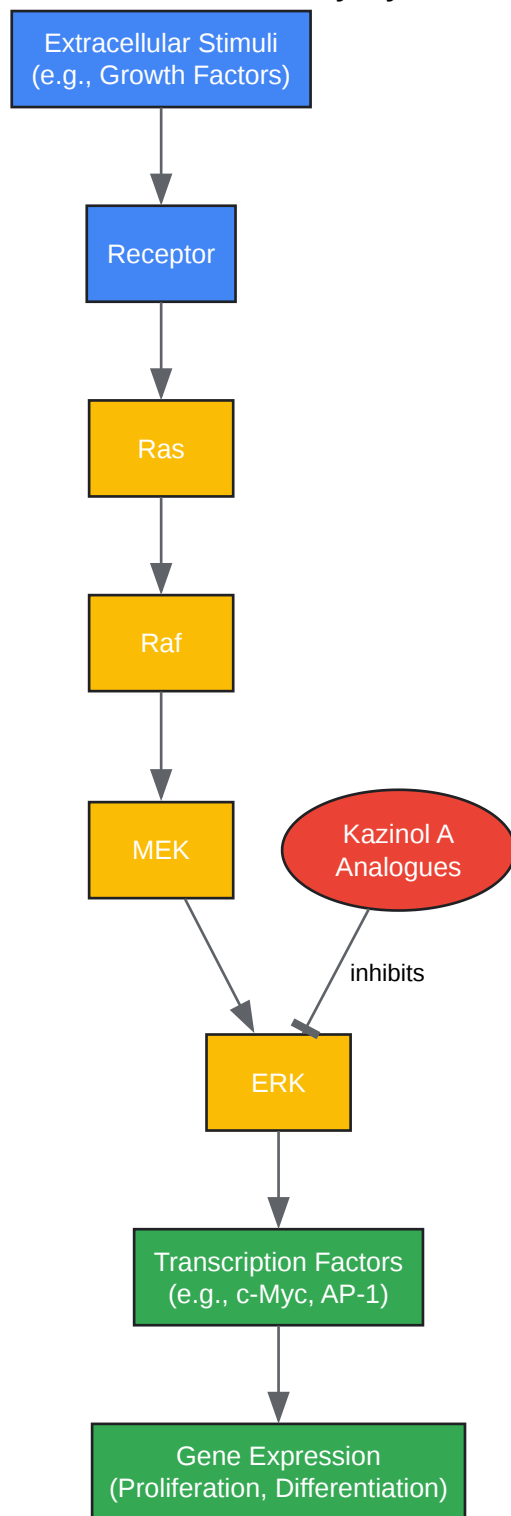 Extracellular Stimuli
(e.g., Growth Factors)
Receptor
Ras
Raf
MEK
Kazinol A
Analogues
inhibits
ERK
Transcription Factors
(e.g., c-Myc, AP-1)
Gene Expression
(Proliferation, Differentiation)